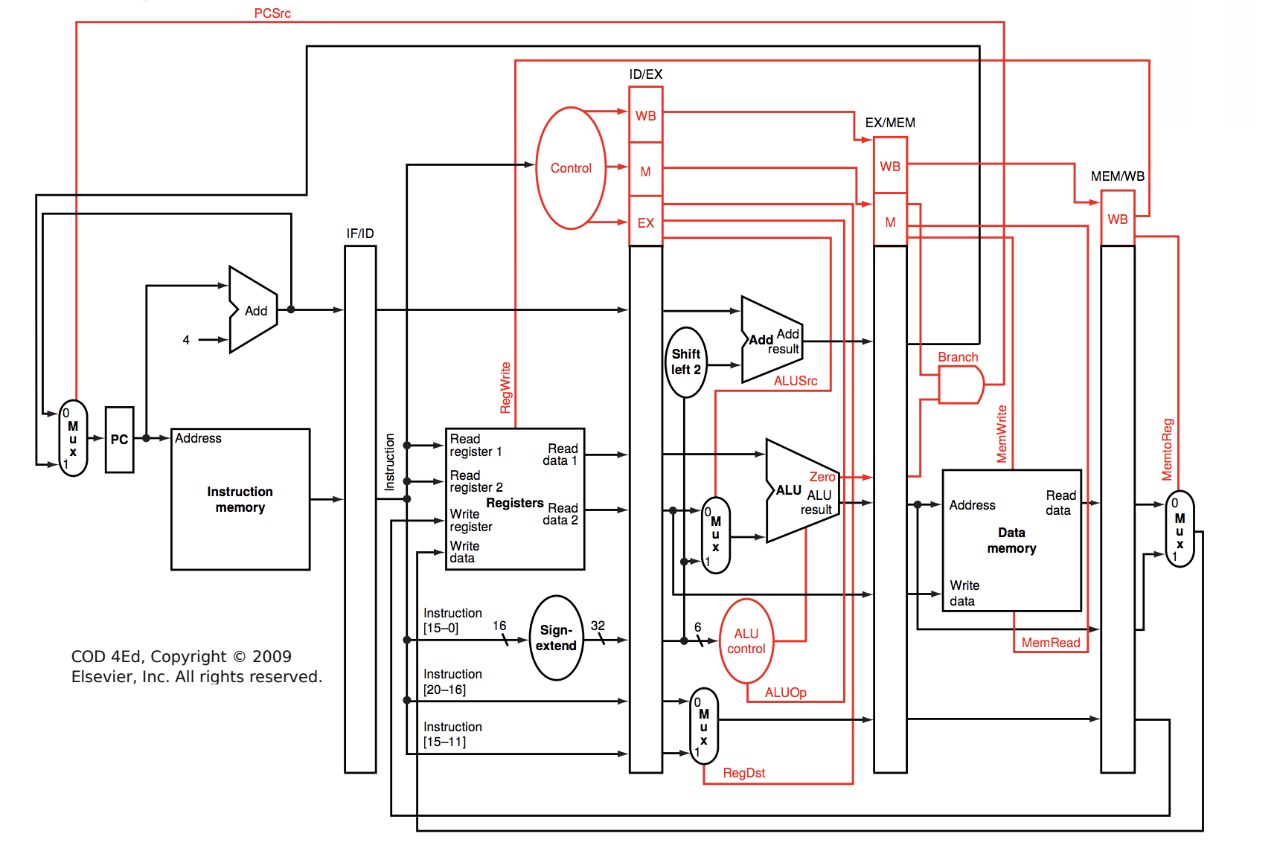 PCSrc
ID/EX
WB
M
EX
Control
EX/MEM
WB
M
MEM/WB
WB
IF/ID
Add
4
RegWrite
Shift
left 2
Add
Add
result
ALUSrc
Branch
MemWrite
MemtoReg
0
M
u
x
1
PC
Address
Instruction
memory
Instruction
Read
register 1
Read
register 2
Write
register
Write
data
Registers
Read
data 1
Read
data 2
0
M
u
x
1
ALU
Zero
ALU
result
Address
Read
data
Data
memory
Write
data
MemRead
0
M
u
x
1
Instruction
[15–0]
16
Sign-
extend
32
6
ALU
control
ALUOp
Instruction
[20–16]
Instruction
[15–11]
0
M
u
x
1
RegDst
COD 4Ed, Copyright © 2009
Elsevier, Inc. All rights reserved.